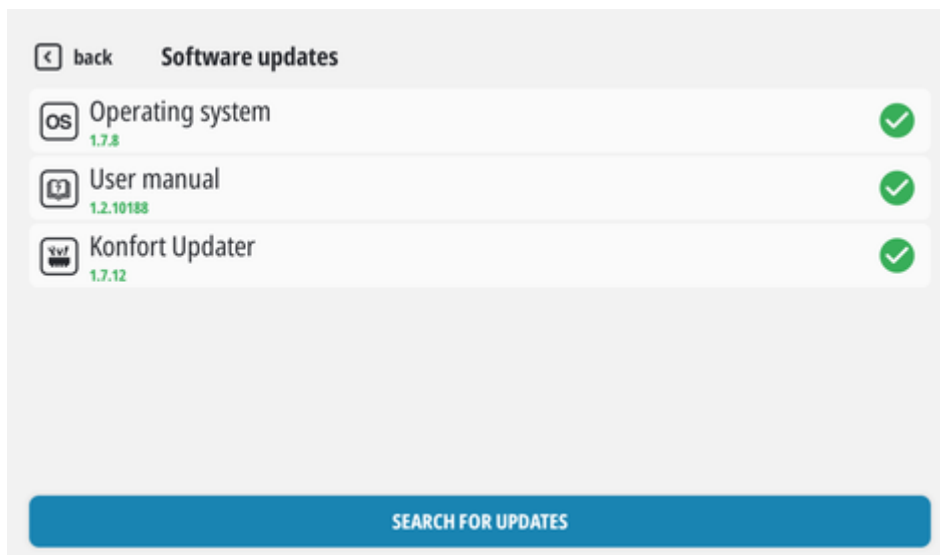 back Software updates
OS Operating system
1.7.8
User manual
1.2.10188
Konfort Updater
1.7.12
SEARCH FOR UPDATES